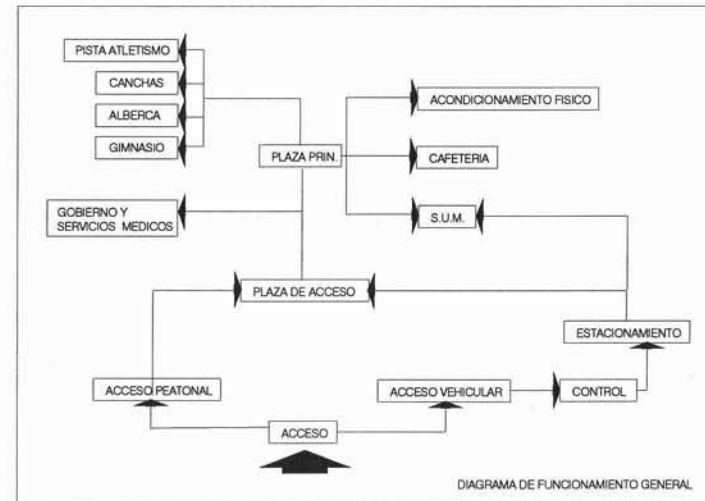 PISTA ATLETISMO
CANCHAS
ACONDICIONAMIENTO FISICO
ALBERCA
GIMNASIO
PLAZA PRIN.
CAFETERIA
GOBIERNO Y
SERVICIOS MEDICOS
S.U.M.
PLAZA DE ACCESO
ESTACIONAMIENTO
ACCESO PEATONAL
ACCESO VEHICULAR
CONTROL
ACCESO
DIAGRAMA DE FUNCIONAMIENTO GENERAL